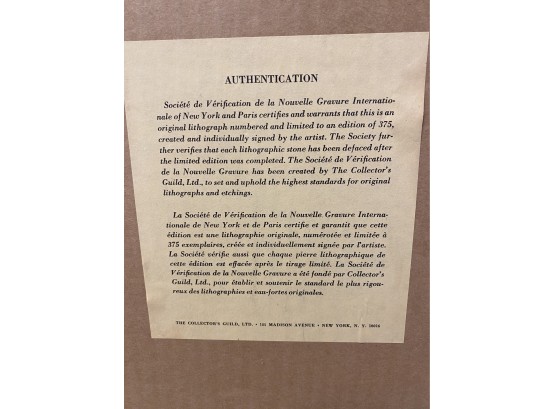 AUTHENTICATION
Société de Vérification de la Nouvelle Gravure Internatio-
nale of New York and Paris certifies and warrants that this is an
original lithograph numbered and limited to an edition of 375,
created and individually signed by the artist. The Society fur-
ther verifies that each lithographic stone has been defaced after
the limited edition was completed. The Société de Vérification
de la Nouvelle Gravure has been created by The Collector's
Guild, Ltd., to set and uphold the highest standards for original
lithographs and etchings.
La Société de Vérification de la Nouvelle Gravure Interna-
tionale de New York et de Paris certifie et garantit que cette
édition est une lithographie originale, numérotée et limitée à
375 exemplaires, créée et individuellement signée par l'artiste.
La Société vérifie aussi que chaque pierre lithographique de
cette édition est effacée après le tirage limité. La Société de
Vérification de la Nouvelle Gravure a été fondé par Collector's
Guild, Ltd., pour établir et soutenir le standard le plus rigou-
reux des lithographies et eau-fortes originales.
THE COLLECTOR'S GUILD, LTD. • MADISON AVENUE • NEW YORK, N. Y. 10016